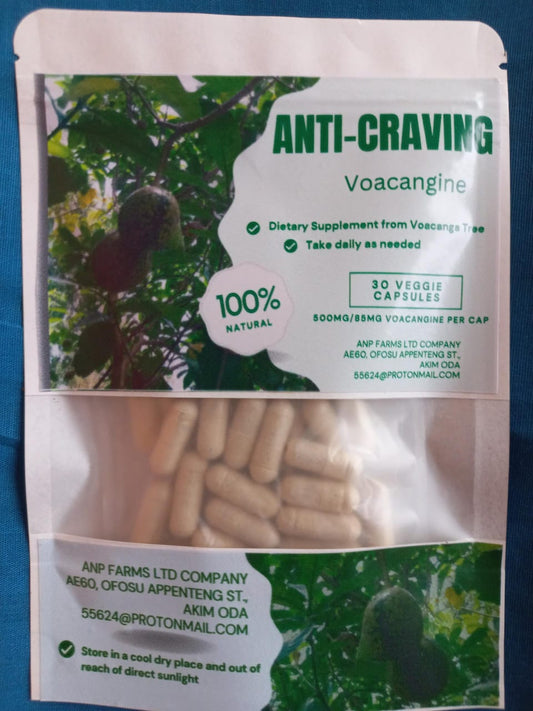 ANTI-CRAVING
Voacangine
Dietary Supplement from Voacanga Tree
Take daily as needed
30 VEGGIE
CAPSULES
100%
NATURAL
500MG/85MG VOACANGINE PER CAP
ANP FARMS LTD COMPANY
AE60, OFOSU APPENTENG ST.,
AKIM ODA
55624@PROTONMAIL.COM
ANP FARMS LTD COMPANY
AE60, OFOSU APPENTENG ST.,
AKIM ODA
55624@PROTONMAIL.COM
Store in a cool dry place and out of
reach of direct sunlight